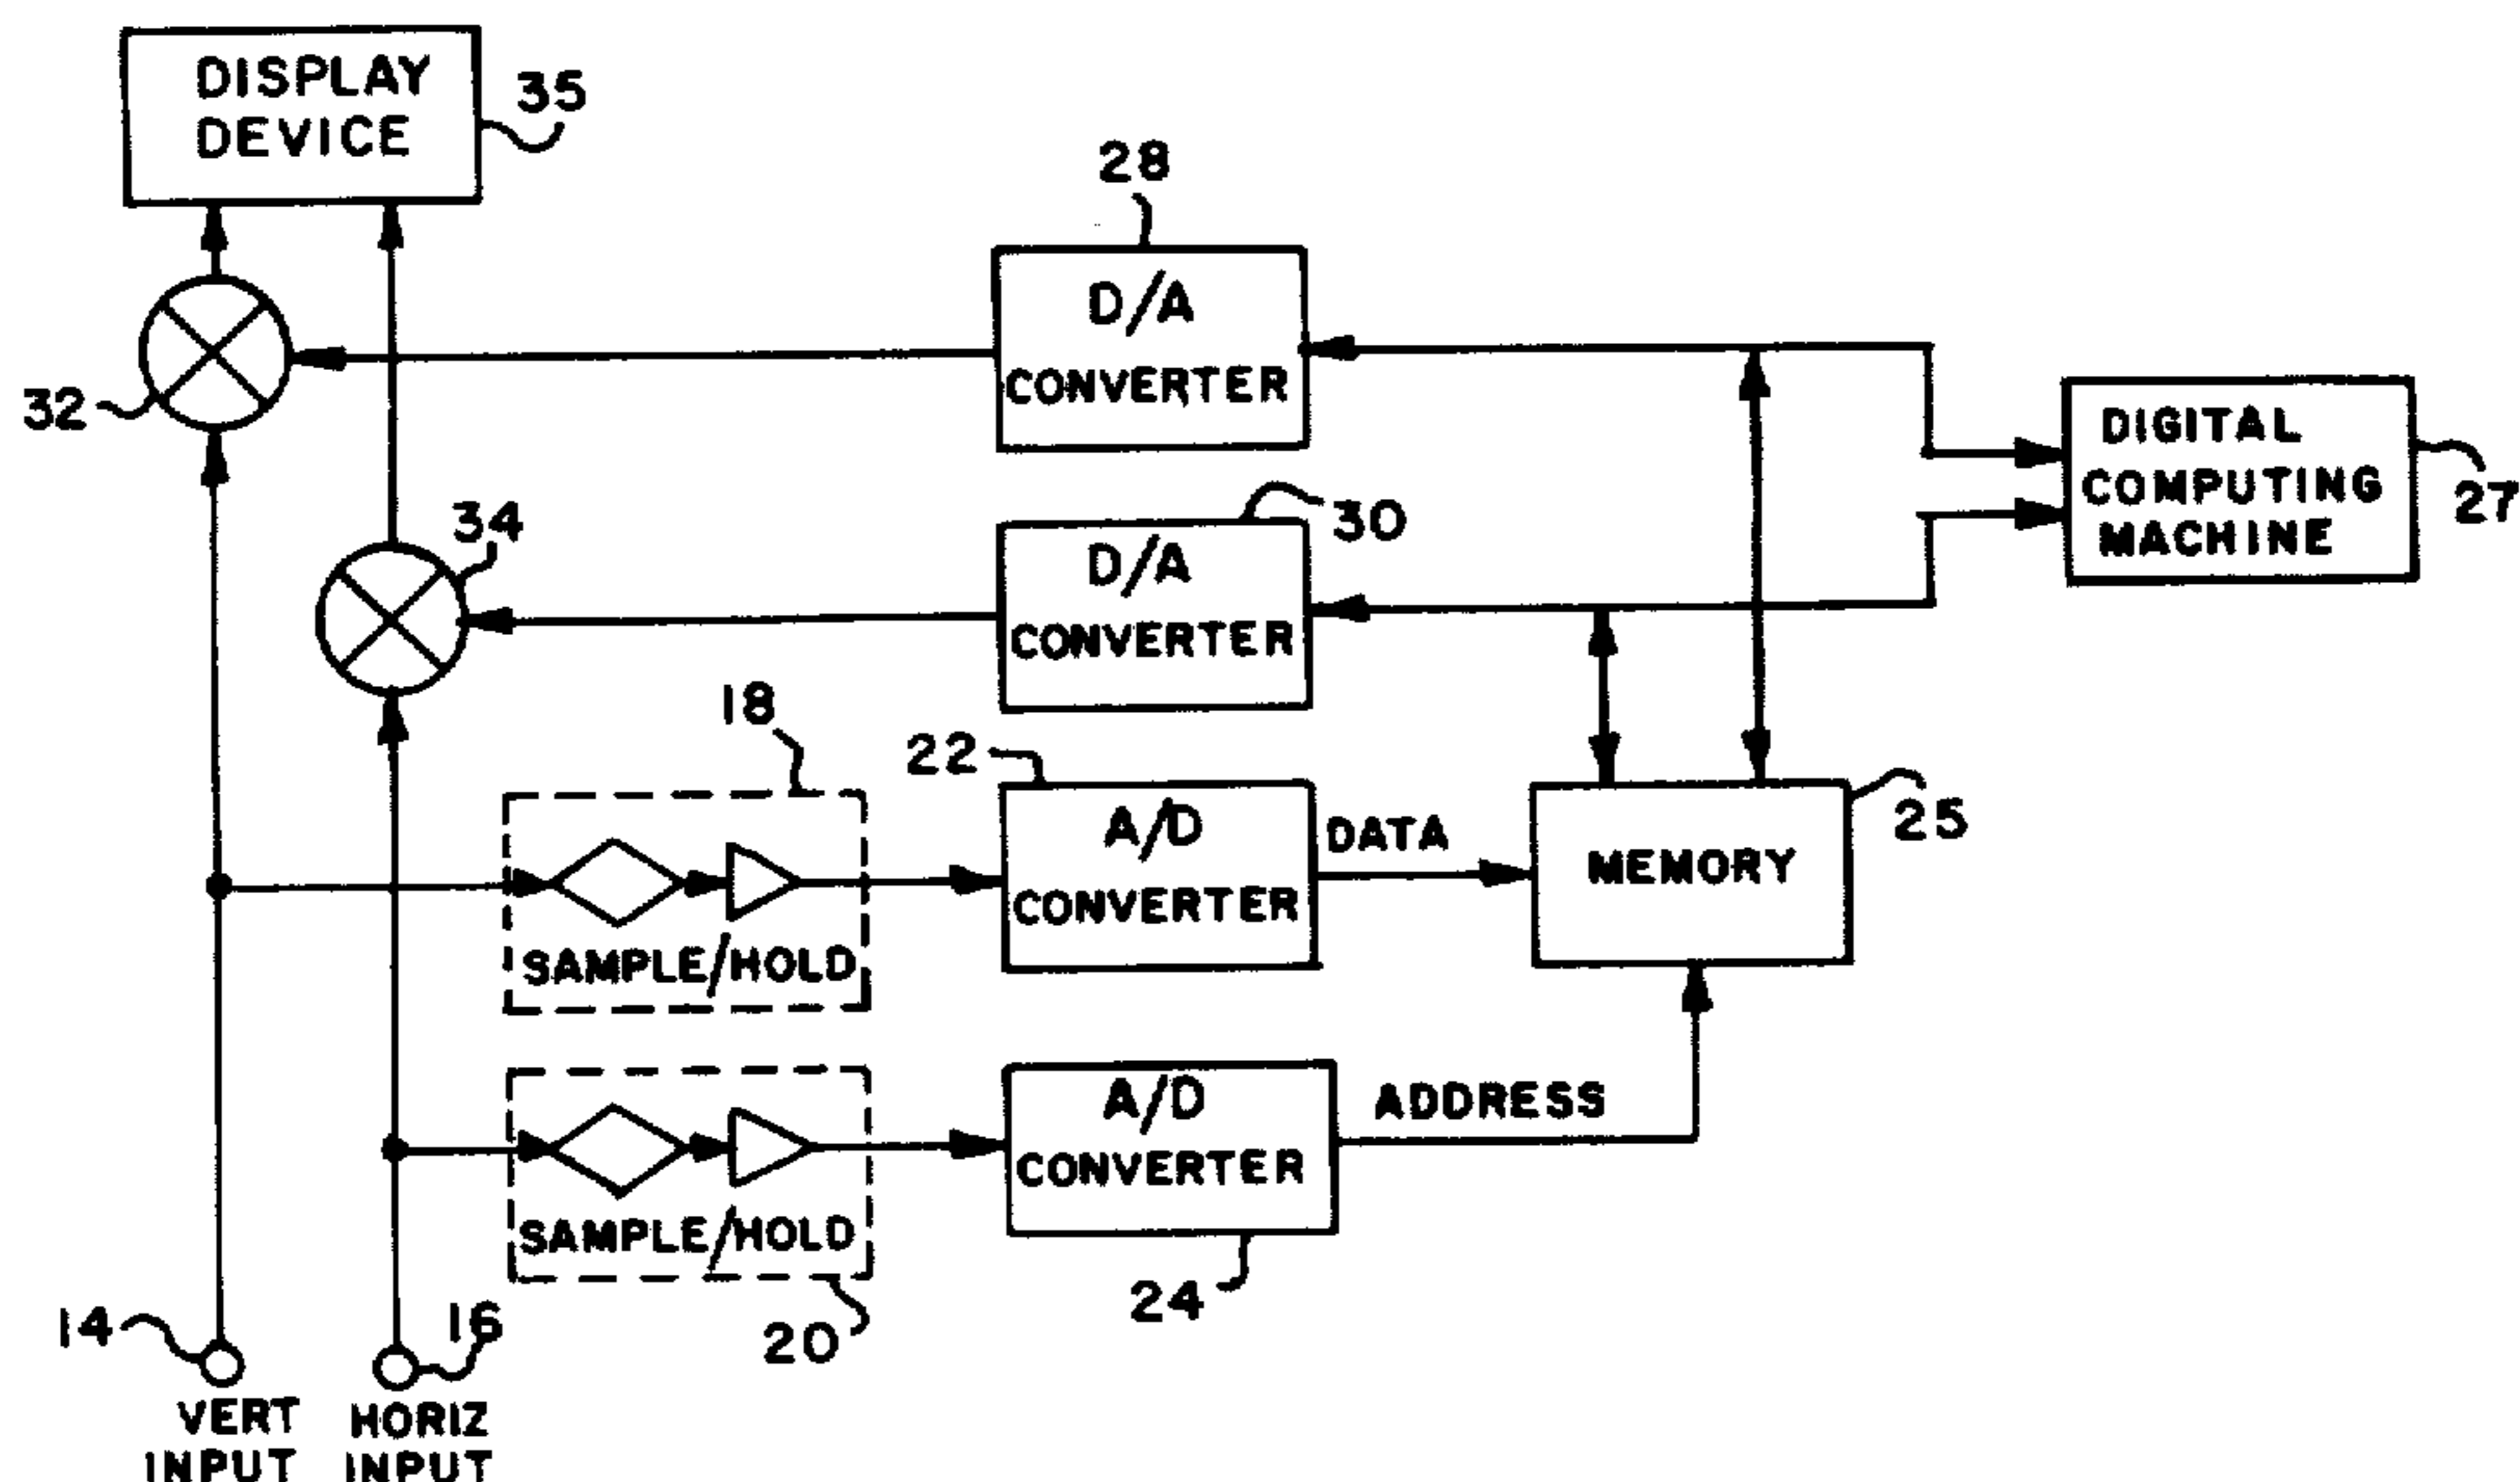 DISPLAY
DEVICE
35
28
D/A
CONVERTER
32
DIGITAL
COMPUTING
MACHINE
27
34
30
D/A
CONVERTER
18
22
A/D
CONVERTER
DATA
MEMORY
25
SAMPLE/HOLD
A/D
CONVERTER
ADDRESS
SAMPLE/HOLD
24
14
16
20
VERT
INPUT
HORIZ
INPUT